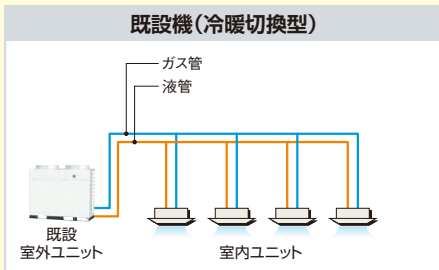 既設機（冷暖切換型）
ガス管
液管
既設
室外ユニット
室内ユニット